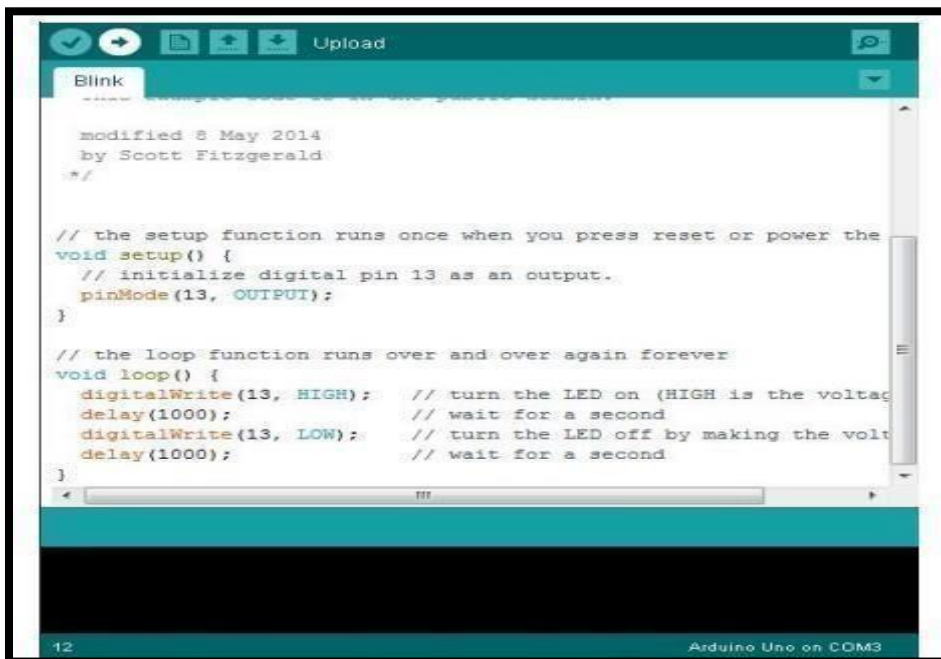 Upload
Blink
modified 8 May 2014
by Scott Fitzgerald
*/
// the setup function runs once when you press reset or power the
void setup() {
// initialize digital pin 13 as an output.
pinMode(13, OUTPUT);
}
// the loop function runs over and over again forever
void loop() {
digitalWrite(13, HIGH); // turn the LED on (HIGH is the voltag
delay(1000); // wait for a second
digitalWrite(13, LOW); // turn the LED off by making the volt
delay(1000); // wait for a second
}
12 Arduino Uno on COM3